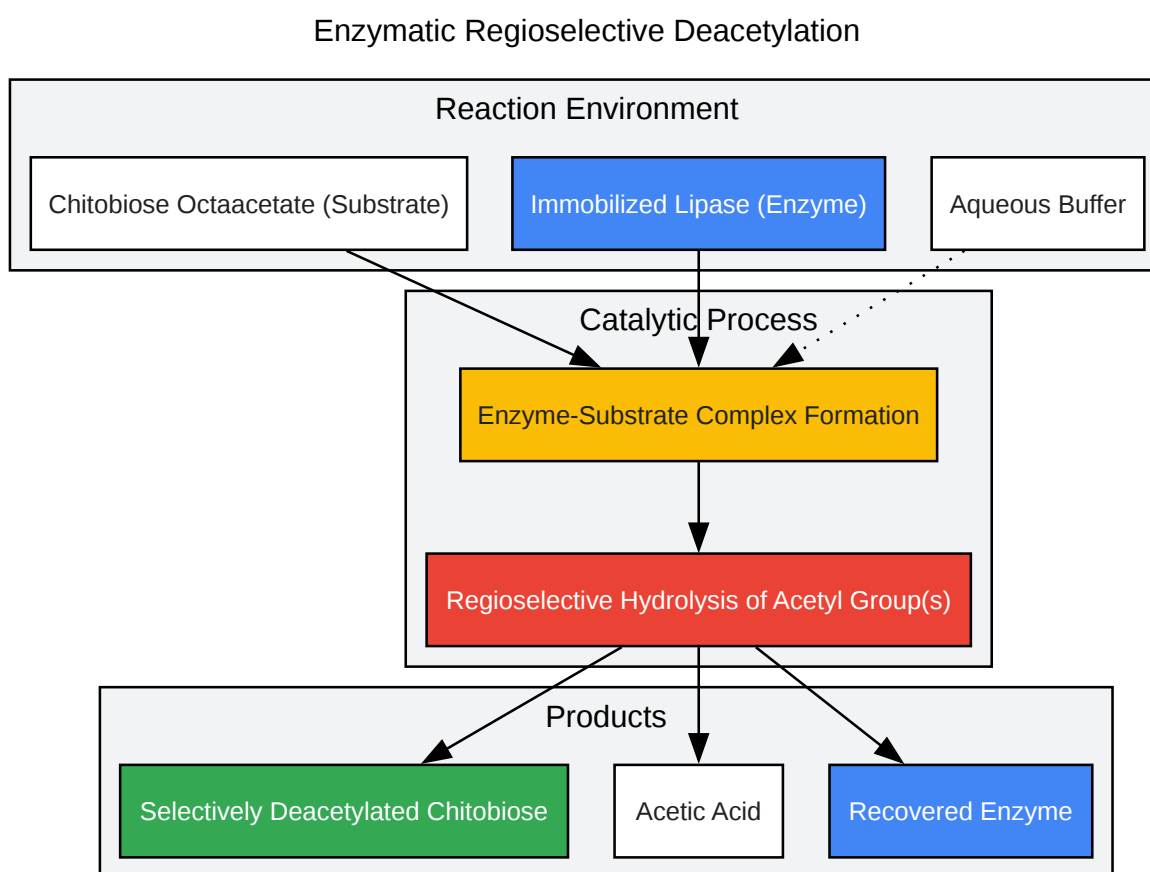 Enzymatic Regioselective Deacetylation
Reaction Environment
Chitobiose Octaacetate (Substrate)
Immobilized Lipase (Enzyme)
Aqueous Buffer
Catalytic Process
Enzyme-Substrate Complex Formation
Regioselective Hydrolysis of Acetyl Group(s)
Products
Selectively Deacetylated Chitobiose
Acetic Acid
Recovered Enzyme